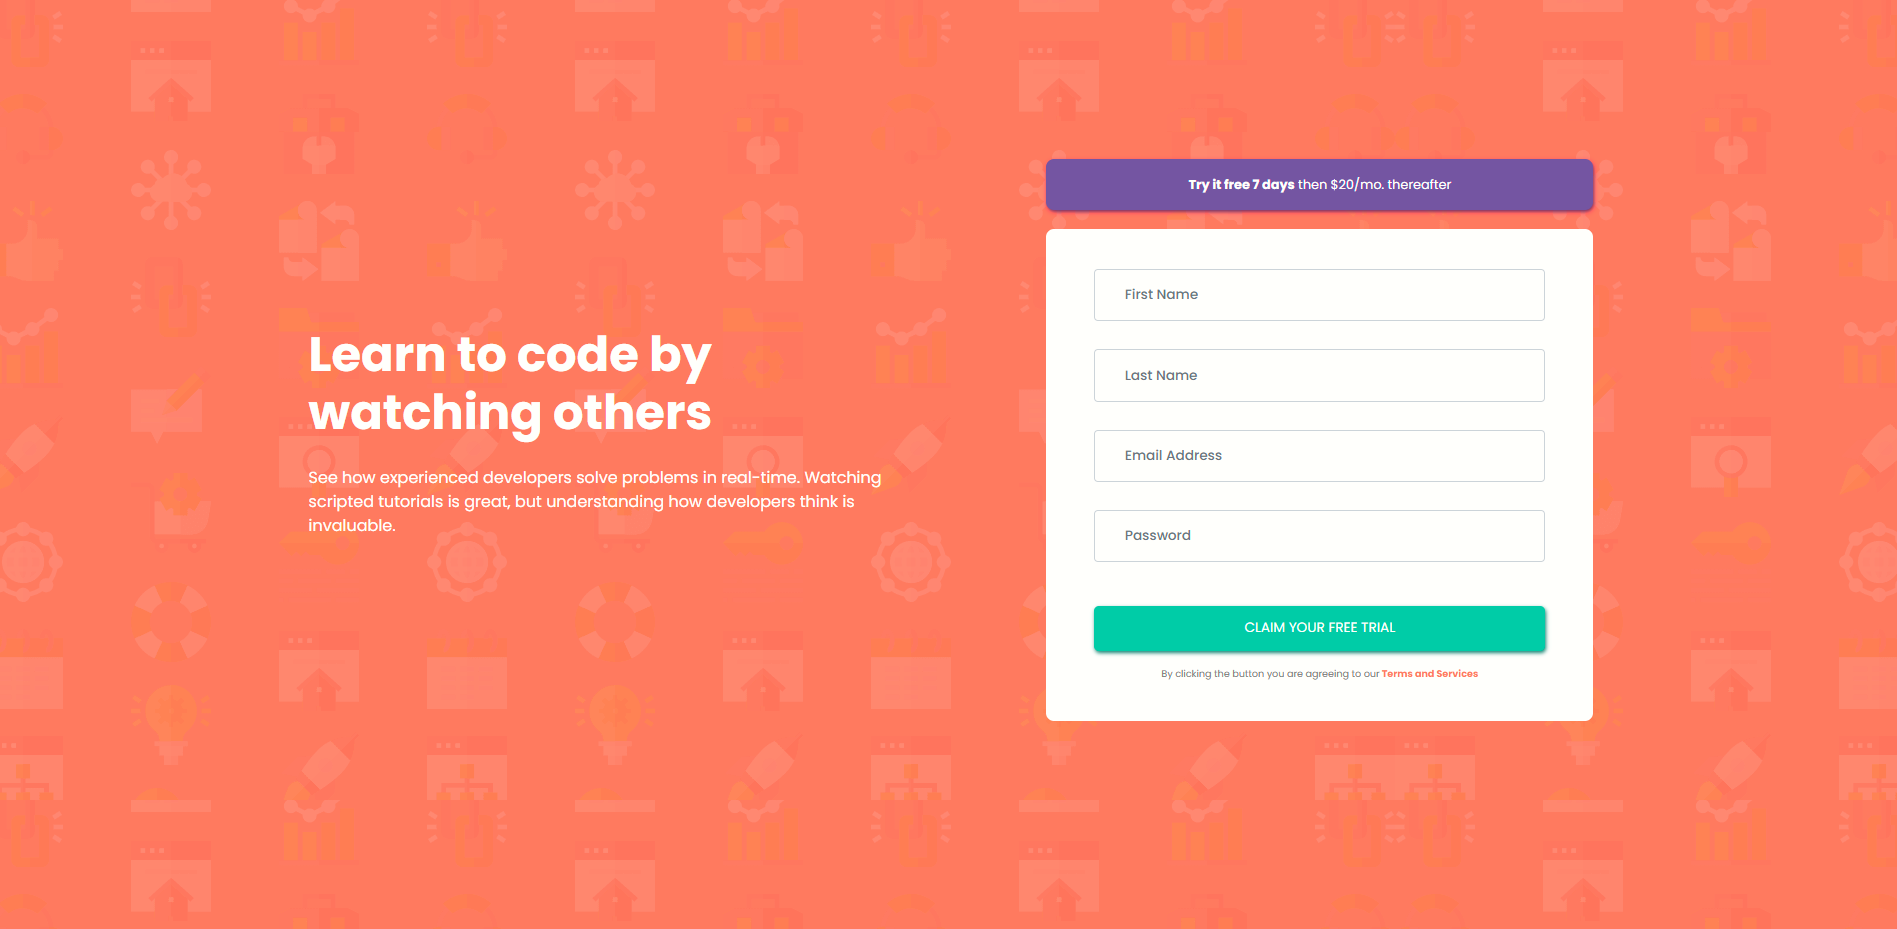 Learn to code by
watching others
See how experienced developers solve problems in real-time. Watching
scripted tutorials is great, but understanding how developers think is
invaluable.
Try it free 7 days then $20/mo. thereafter
First Name
Last Name
Email Address
Password
CLAIM YOUR FREE TRIAL
By clicking the button you are agreeing to our Terms and Services